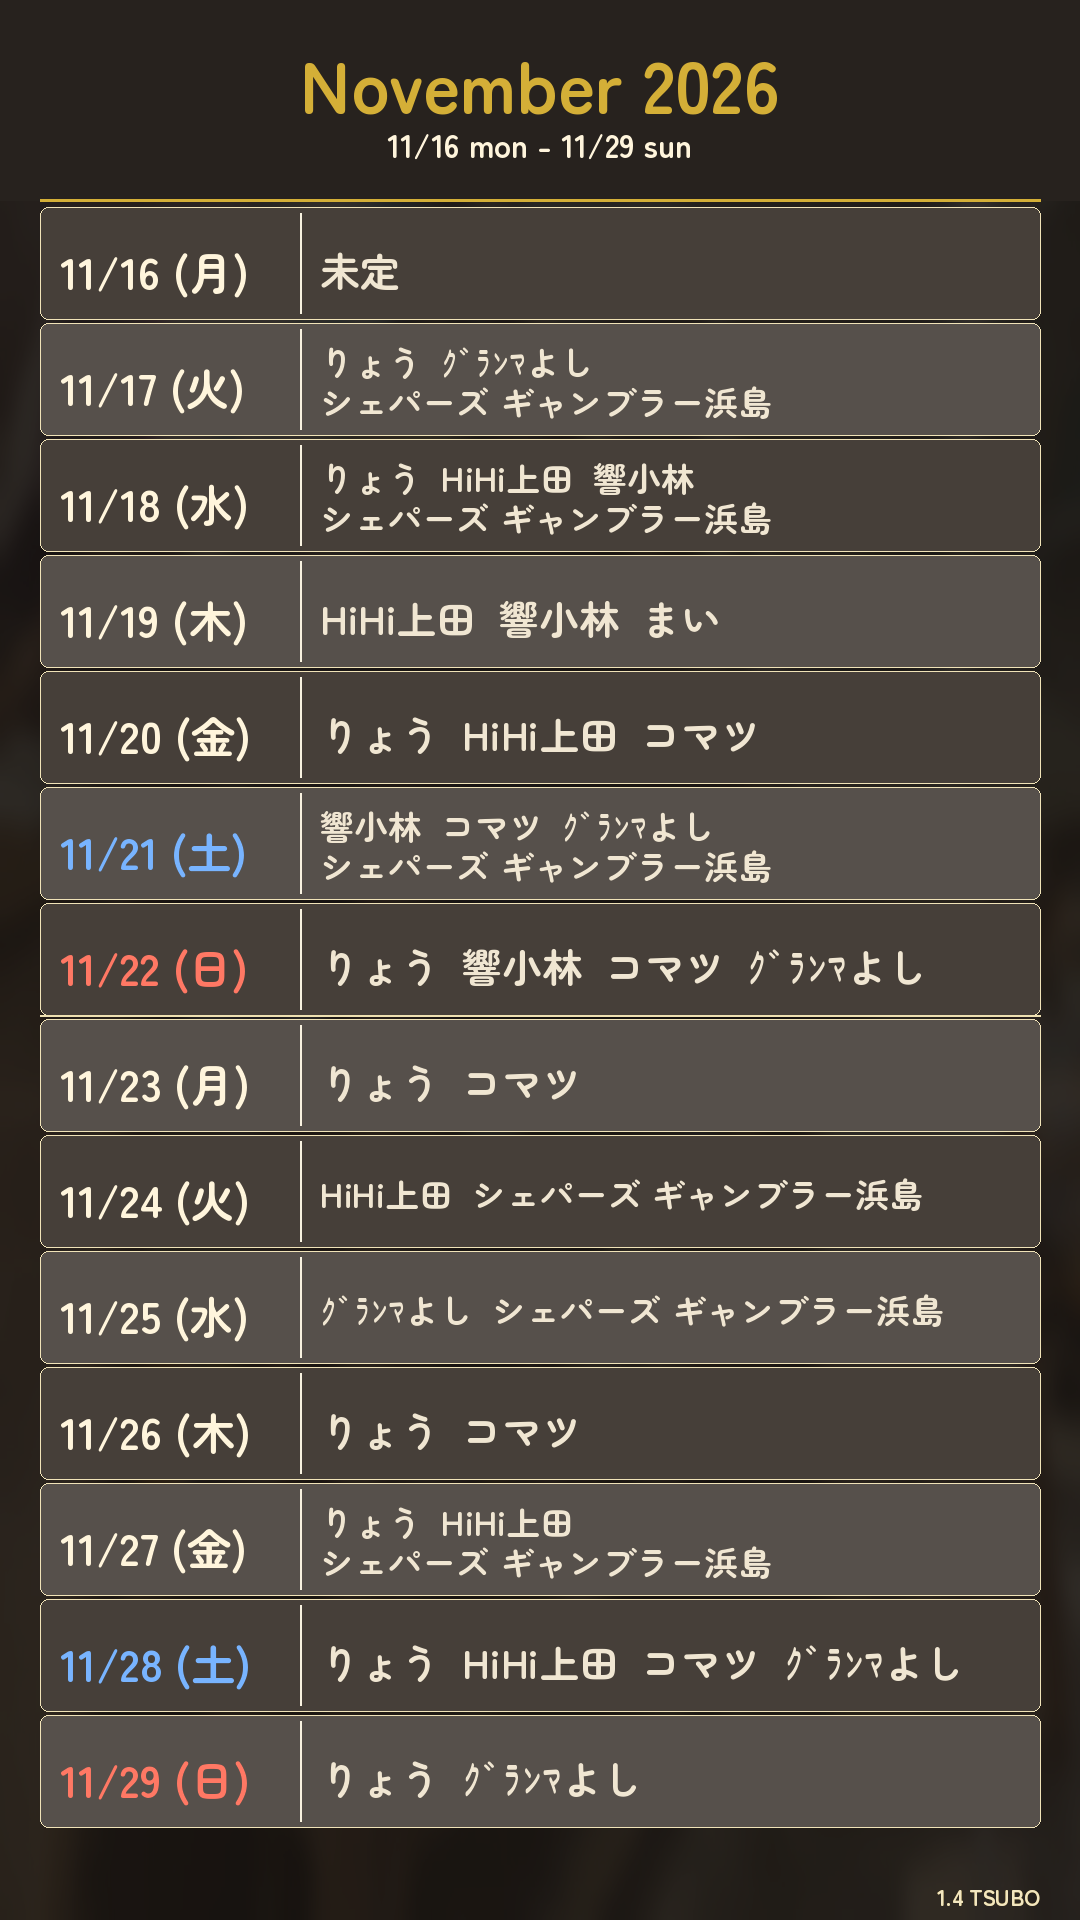 November 2026
11/16 mon - 11/29 sun
11/16 (月) 未定
11/17 (火) りょう グランマよし
シェパーズ ギャンブラー浜島
11/18 (水) りょう HiHi上田 響小林
シェパーズ ギャンブラー浜島
11/19 (木) HiHi上田 響小林 まい
11/20 (金) りょう HiHi上田 コマツ
11/21 (土) 響小林 コマツ グランマよし
シェパーズ ギャンブラー浜島
11/22 (日) りょう 響小林 コマツ グランマよし
11/23 (月) りょう コマツ
11/24 (火) HiHi上田 シェパーズ ギャンブラー浜島
11/25 (水) グランマよし シェパーズ ギャンブラー浜島
11/26 (木) りょう コマツ
11/27 (金) りょう HiHi上田
シェパーズ ギャンブラー浜島
11/28 (土) りょう HiHi上田 コマツ グランマよし
11/29 (日) りょう グランマよし
1.4 TSUBO